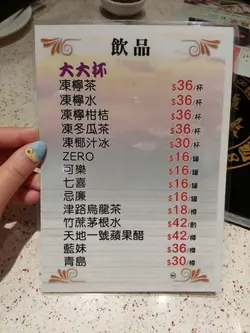 飲品
大大杯
凍檸茶 $36/杯
凍檸水 $36/杯
凍檸柑桔 $36/杯
凍冬瓜茶 $36/杯
凍椰汁冰 $30/杯
ZERO $16/罐
可樂 $16/罐
七喜 $16/罐
忌廉 $16/罐
津路烏龍茶 $18/樽
竹蔗茅根水 $42/酌
天地一號蘋果醋 $42/樽
藍妹 $36/樽
青島 $30/樽